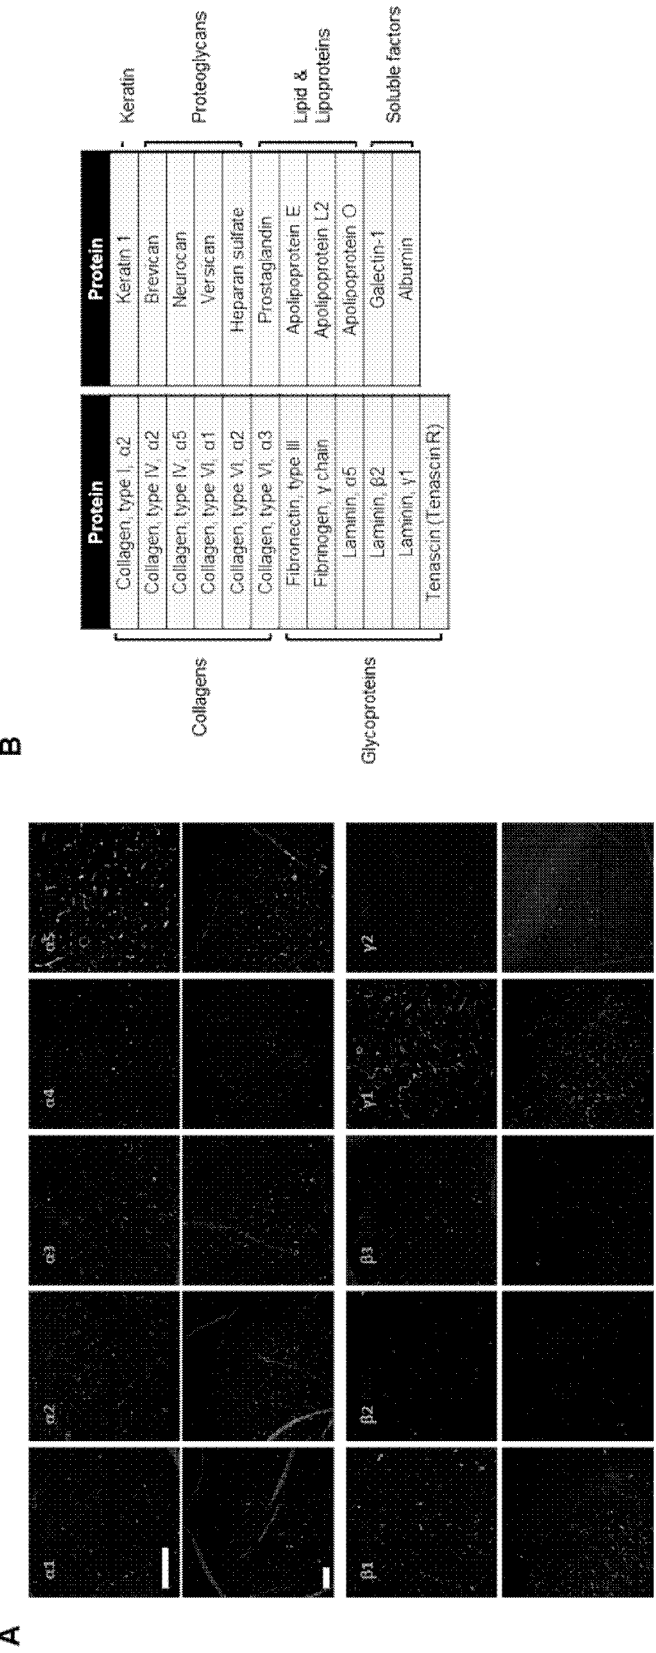 A
α1
α2
α3
α4
α5
β1
β2
β3
γ1
γ2
B
Protein
Collagen, type I, α2
Collagen, type IV, α2
Collagen, type IV, α5
Collagen, type VI, α1
Collagen, type VI, α2
Collagen, type VI, α3
Fibronectin, type III
Fibrinogen, γ chain
Laminin, α5
Laminin, β2
Laminin, γ1
Tenascin (Tenascin R)
Collagens
Glycoproteins
Protein
Keratin 1
Brevican
Neurocan
Versican
Heparan sulfate
Prostaglandin
Apolipoprotein E
Apolipoprotein L2
Apolipoprotein O
Galectin-1
Albumin
Keratin
Proteoglycans
Lipid &
Lipoproteins
Soluble factors